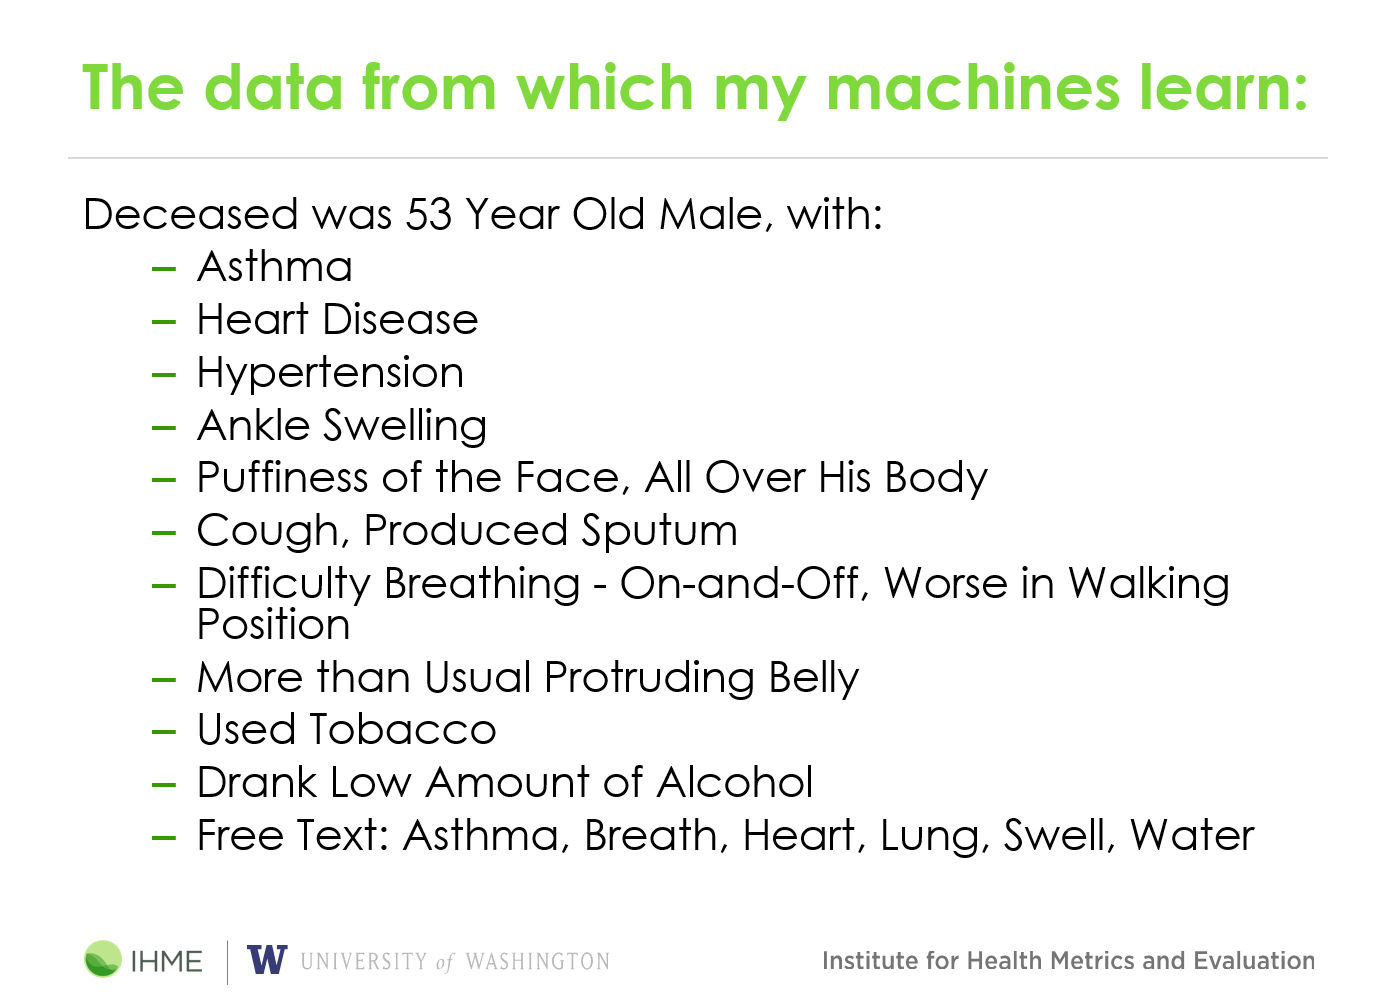 The data from which my machines learn:
Deceased was 53 Year Old Male, with:
– Asthma
– Heart Disease
– Hypertension
– Ankle Swelling
– Puffiness of the Face, All Over His Body
– Cough, Produced Sputum
– Difficulty Breathing - On-and-Off, Worse in Walking
Position
– More than Usual Protruding Belly
– Used Tobacco
– Drank Low Amount of Alcohol
– Free Text: Asthma, Breath, Heart, Lung, Swell, Water
IHME W UNIVERSITY of WASHINGTON Institute for Health Metrics and Evaluation